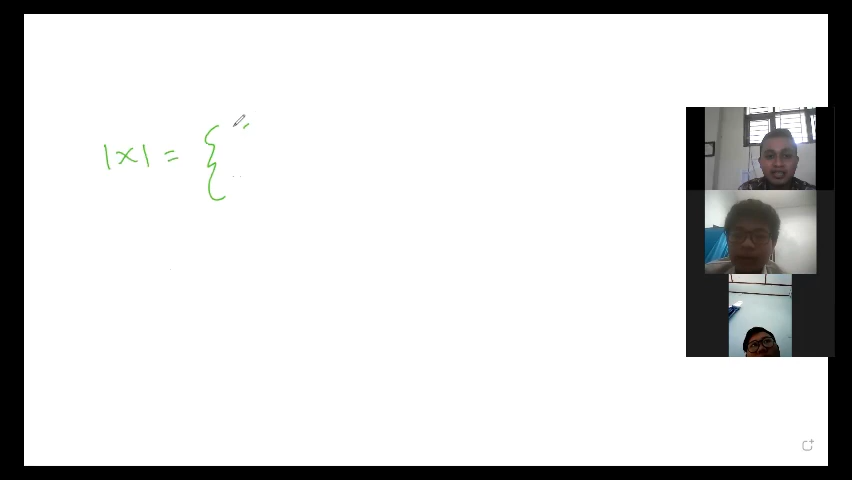 |x| = {